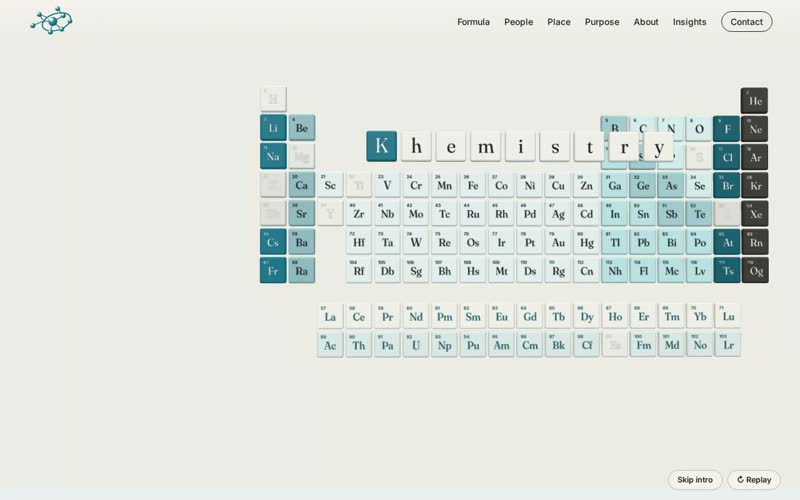 Formula People Place Purpose About Insights Contact
H He
Li Be B C N O F Ne
K h e m i s t r y
Na Mg S Cl Ar
Ca Sc Ti V Cr Mn Fe Co Ni Cu Zn Ga Ge As Se Br Kr
Sr Y Zr Nb Mo Tc Ru Rh Pd Ag Cd In Sn Sb Te Xe
Cs Ba Hf Ta W Re Os Ir Pt Au Hg Tl Pb Bi Po At Rn
Fr Ra Rf Db Sg Bh Hs Mt Ds Rg Cn Nh Fl Mc Lv Ts Og
La Ce Pr Nd Pm Sm Eu Gd Tb Dy Ho Er Tm Yb Lu
Ac Th Pa U Np Pu Am Cm Bk Cf Es Fm Md No Lr
Skip intro ↻ Replay